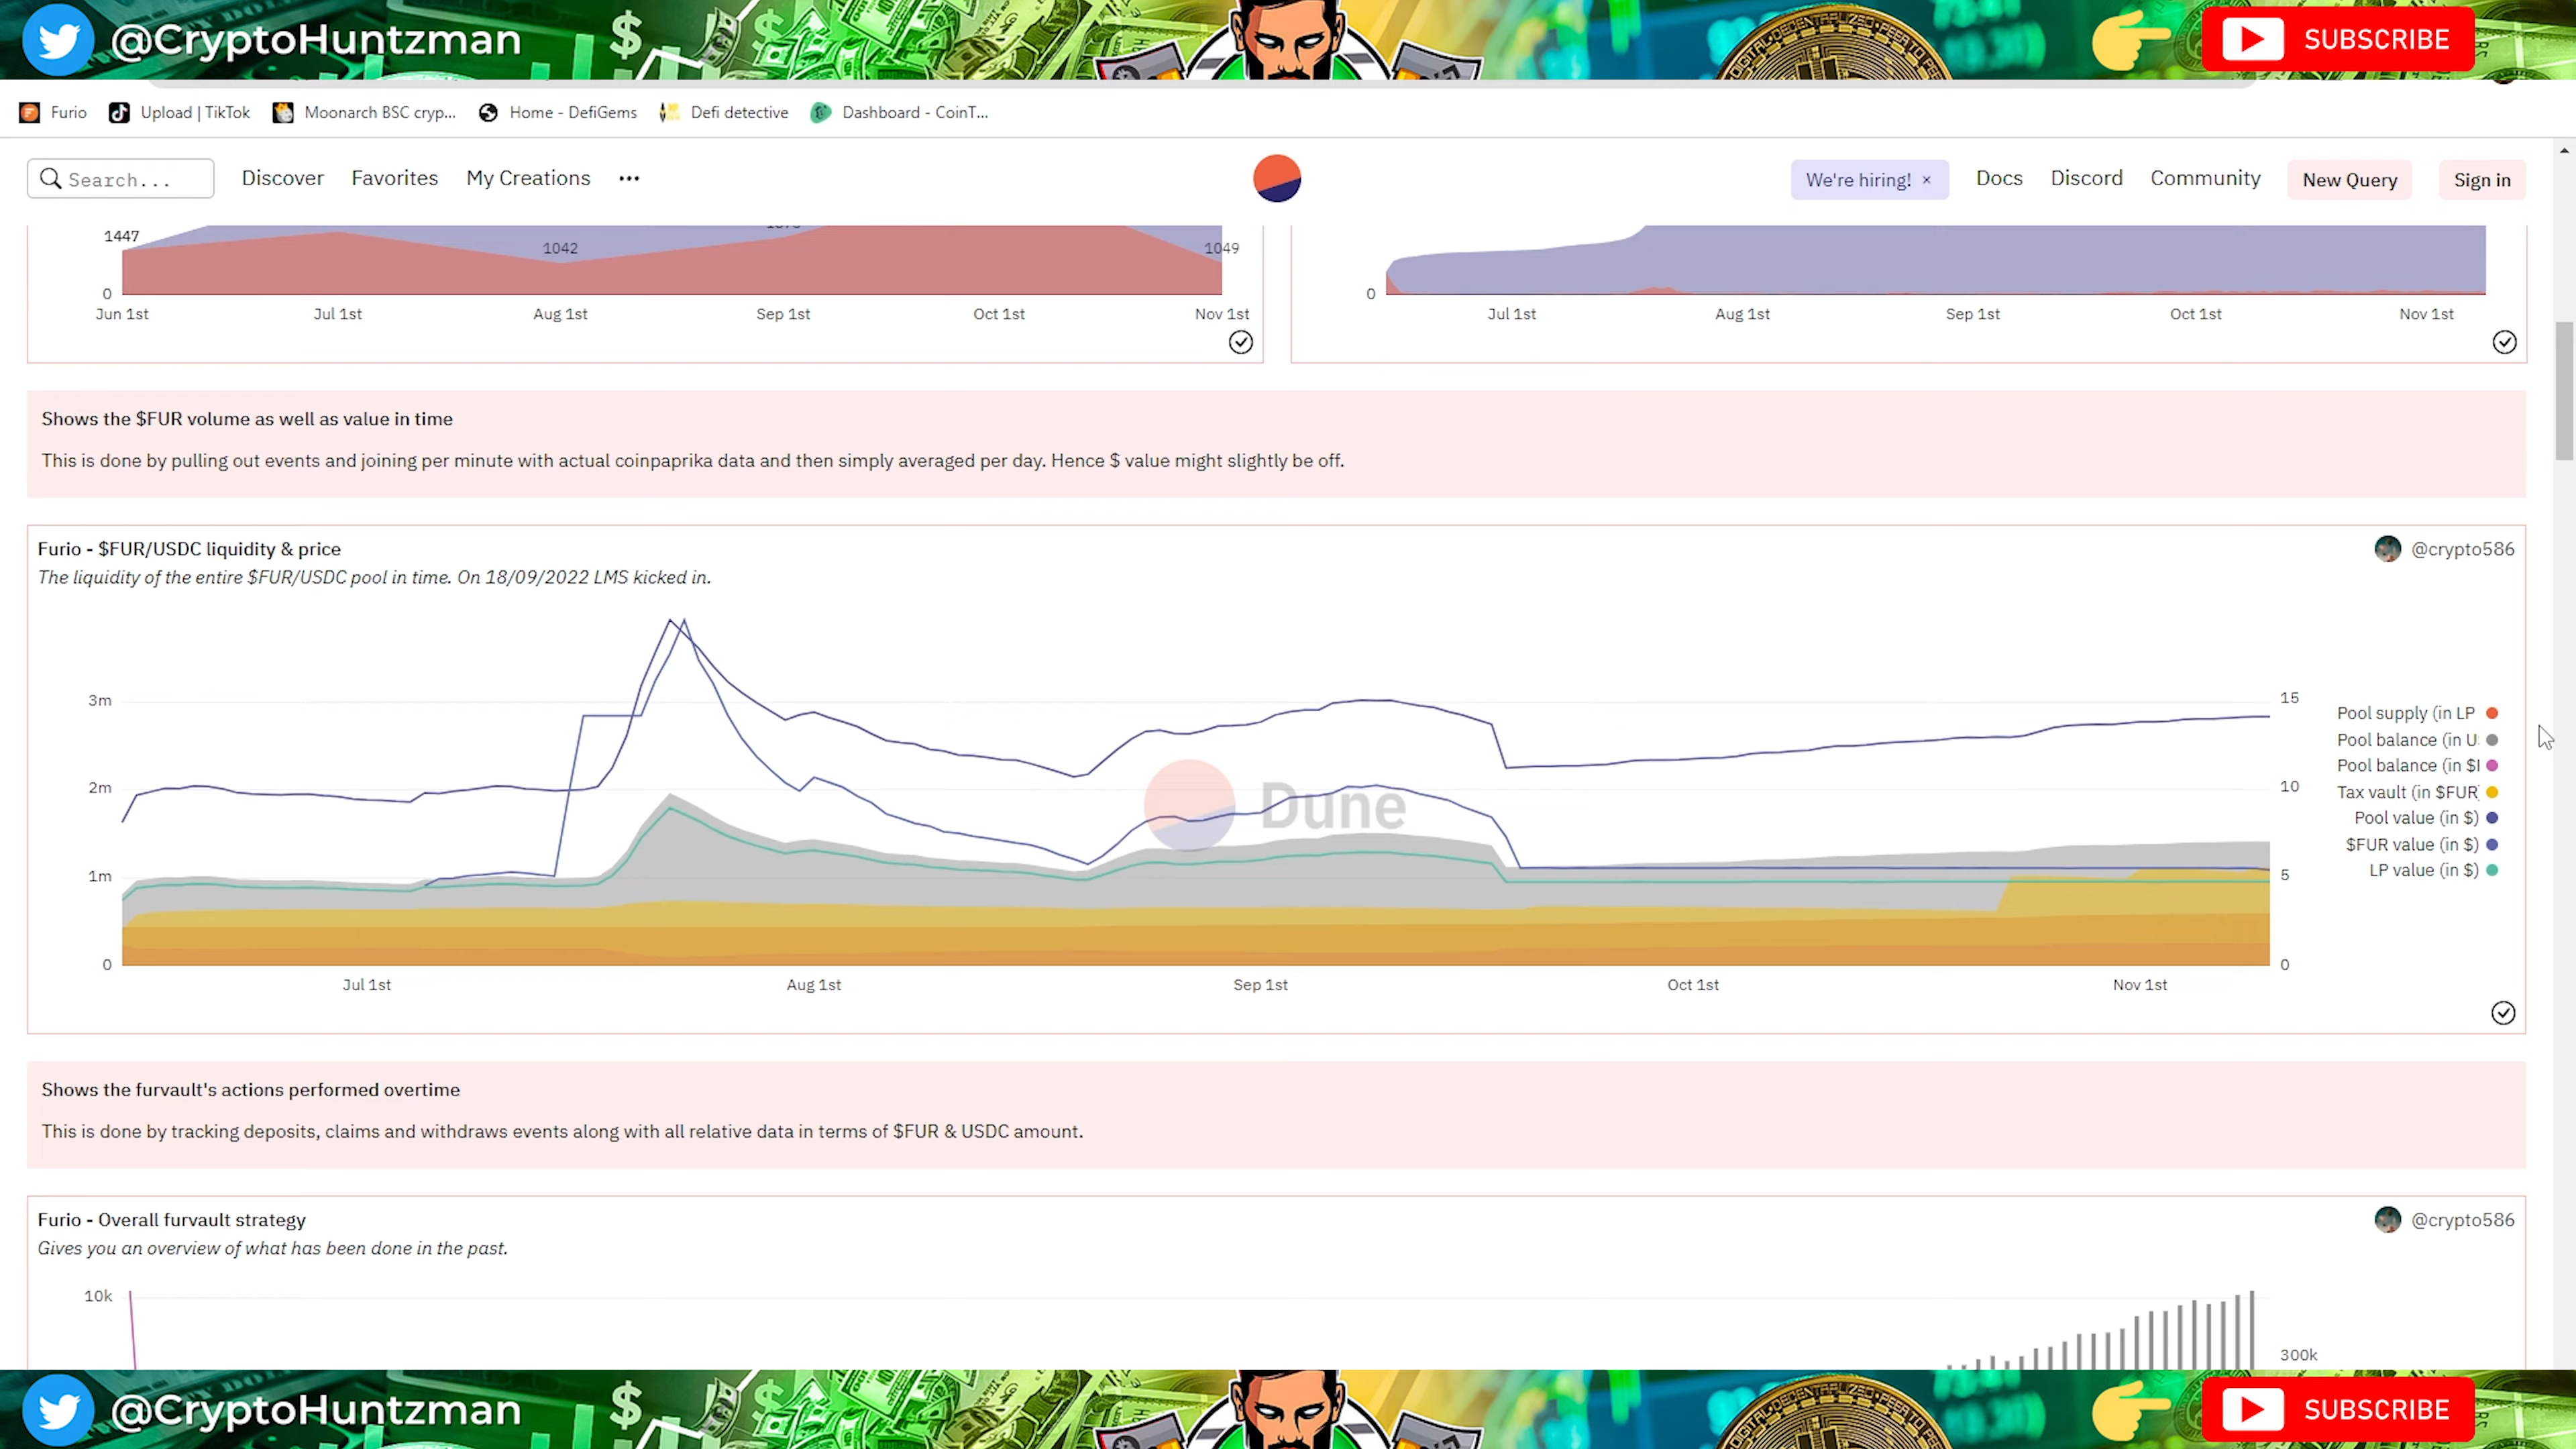 @CryptoHuntzman
SUBSCRIBE
Furio
Upload | TikTok
Moonarch BSC cryp...
Home - DefiGems
Defi detective
Dashboard - CoinT...
Search...
Discover
Favorites
My Creations
We're hiring! ×
Docs
Discord
Community
New Query
Sign in
1447
1042
1049
0
Jun 1st
Jul 1st
Aug 1st
Sep 1st
Oct 1st
Nov 1st
0
Jul 1st
Aug 1st
Sep 1st
Oct 1st
Nov 1st
Shows the $FUR volume as well as value in time
This is done by pulling out events and joining per minute with actual coinpaprika data and then simply averaged per day. Hence $ value might slightly be off.
Furio - $FUR/USDC liquidity & price
@crypto586
The liquidity of the entire $FUR/USDC pool in time. On 18/09/2022 LMS kicked in.
3m
2m
1m
0
15
10
5
0
Dune
Pool supply (in LP
Pool balance (in U
Pool balance (in $
Tax vault (in $FUR
Pool value (in $)
$FUR value (in $)
LP value (in $)
Jul 1st
Aug 1st
Sep 1st
Oct 1st
Nov 1st
Shows the furvault's actions performed overtime
This is done by tracking deposits, claims and withdraws events along with all relative data in terms of $FUR & USDC amount.
Furio - Overall furvault strategy
@crypto586
Gives you an overview of what has been done in the past.
10k
300k
@CryptoHuntzman
SUBSCRIBE